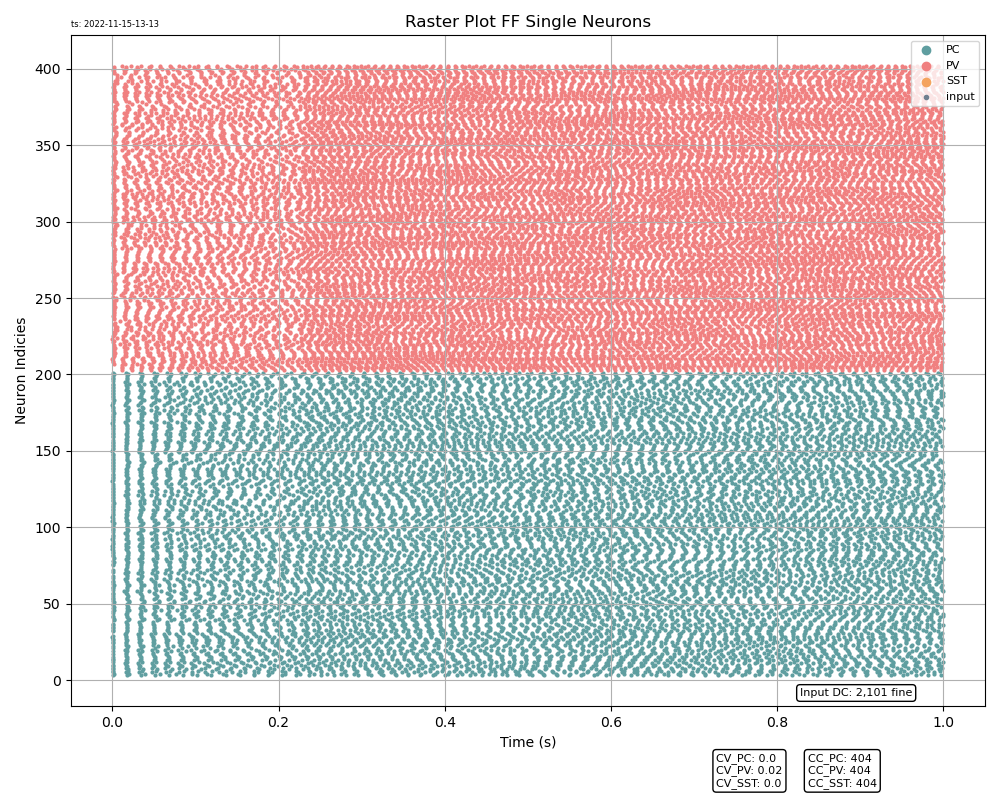 ts: 2022-11-15-13-13
Raster Plot FF Single Neurons
PC
PV
SST
input
400
350
300
250
200
150
100
50
0
Neuron Indicies
Input DC: 2,101 fine
0.0 0.2 0.4 0.6 0.8 1.0
Time (s)
CV_PC: 0.0
CV_PV: 0.02
CV_SST: 0.0
CC_PC: 404
CC_PV: 404
CC_SST: 404